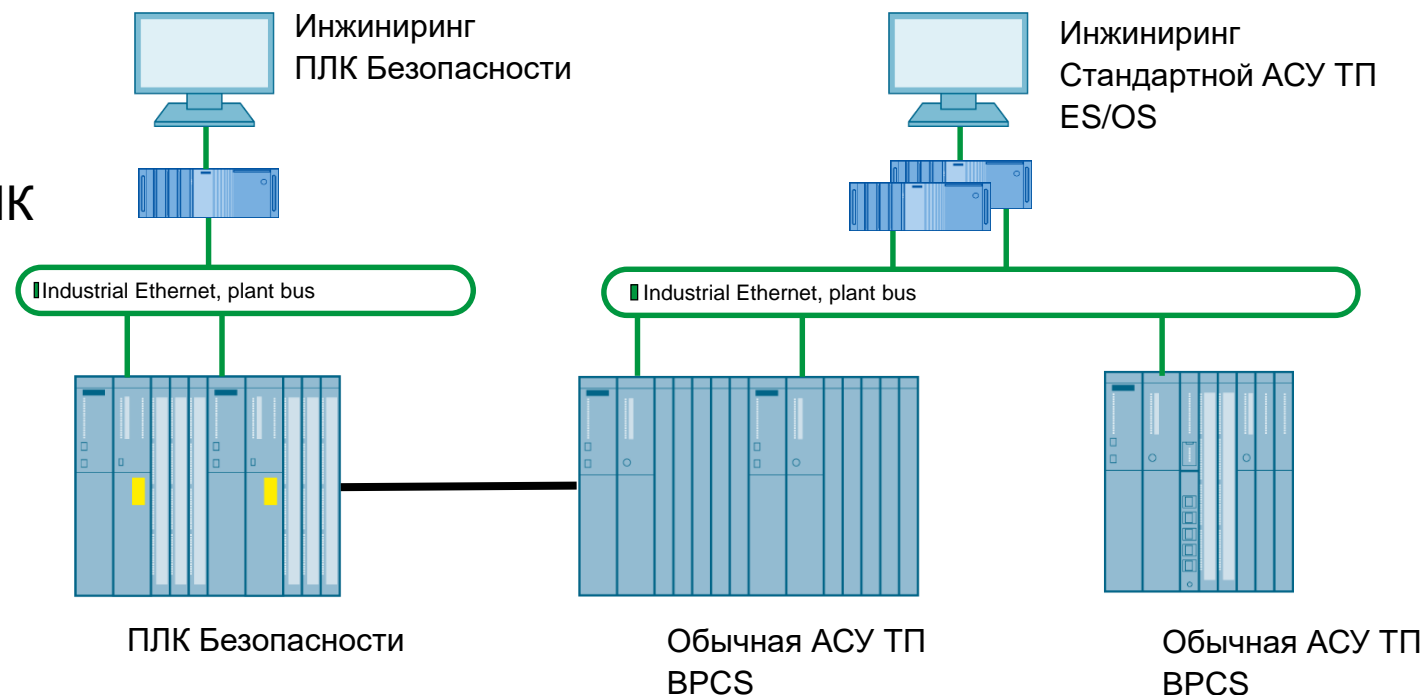 Инжиниринг
ПЛК Безопасности
Инжиниринг
Стандартной АСУ ТП
ES/OS
Industrial Ethernet, plant bus
Industrial Ethernet, plant bus
ПЛК Безопасности
Обычная АСУ ТП
BPCS
Обычная АСУ ТП
BPCS